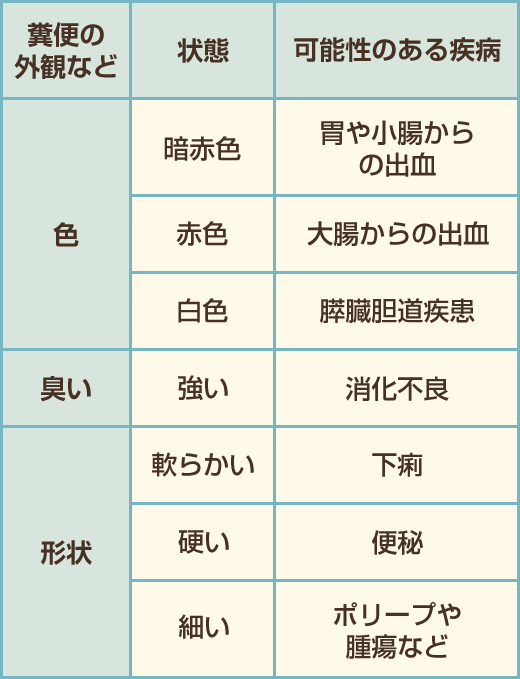 糞便の
外観など
状態
可能性のある疾病
色
暗赤色
胃や小腸から
の出血
赤色
大腸からの出血
白色
膵臓胆道疾患
臭い
強い
消化不良
形状
軟らかい
下痢
硬い
便秘
細い
ポリープや
腫瘍など